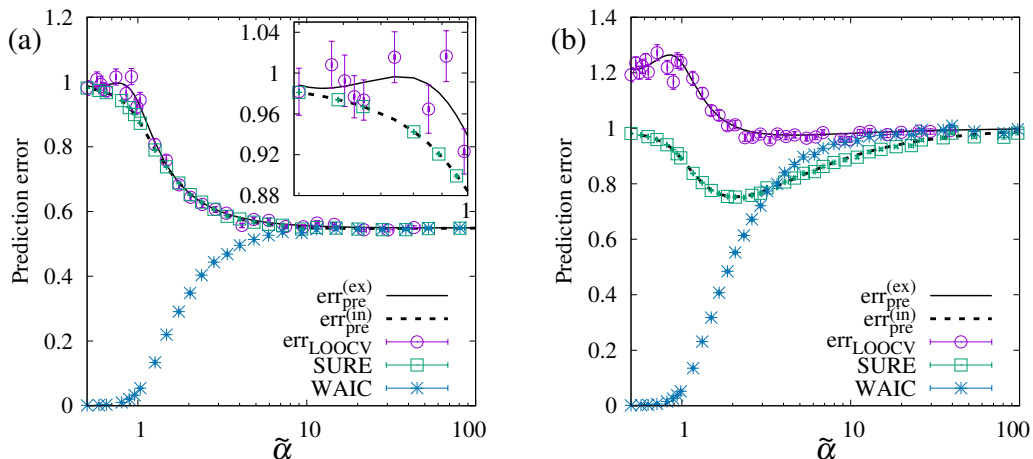 (a)
Prediction error
1
0.8
0.6
0.4
0.2
0
1.04
1
0.96
0.92
0.88
1
err_pre^(ex)
err_pre^(in)
err_LOOCV
SURE
WAIC
1
10
100
α̃
(b)
Prediction error
1.4
1.2
1
0.8
0.6
0.4
0.2
0
err_pre^(ex)
err_pre^(in)
err_LOOCV
SURE
WAIC
1
10
100
α̃